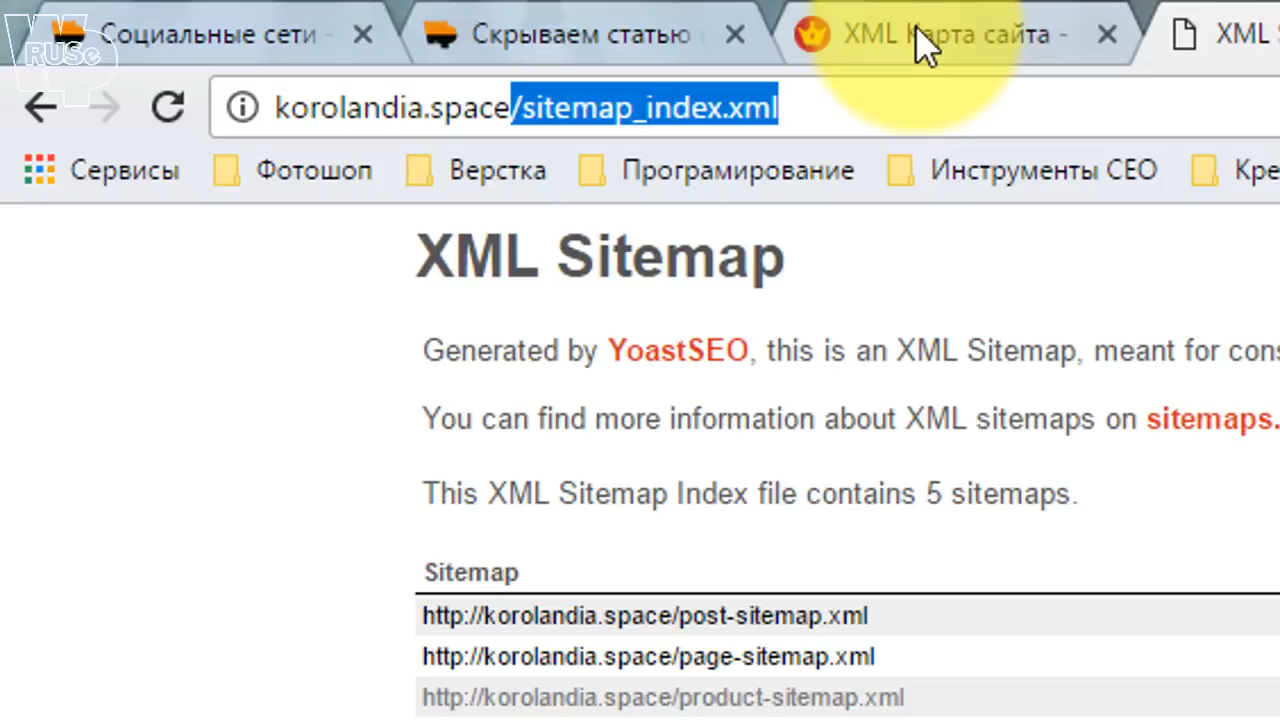 WP
RUSe
Социальные сети -
Скрываем статью
XML Карта сайта -
XML
korolandia.space/sitemap_index.xml
Сервисы Фотошоп Верстка Програмирование Инструменты СЕО Кре
XML Sitemap
Generated by YoastSEO, this is an XML Sitemap, meant for cons
You can find more information about XML sitemaps on sitemaps.
This XML Sitemap Index file contains 5 sitemaps.
Sitemap
http://korolandia.space/post-sitemap.xml
http://korolandia.space/page-sitemap.xml
http://korolandia.space/product-sitemap.xml